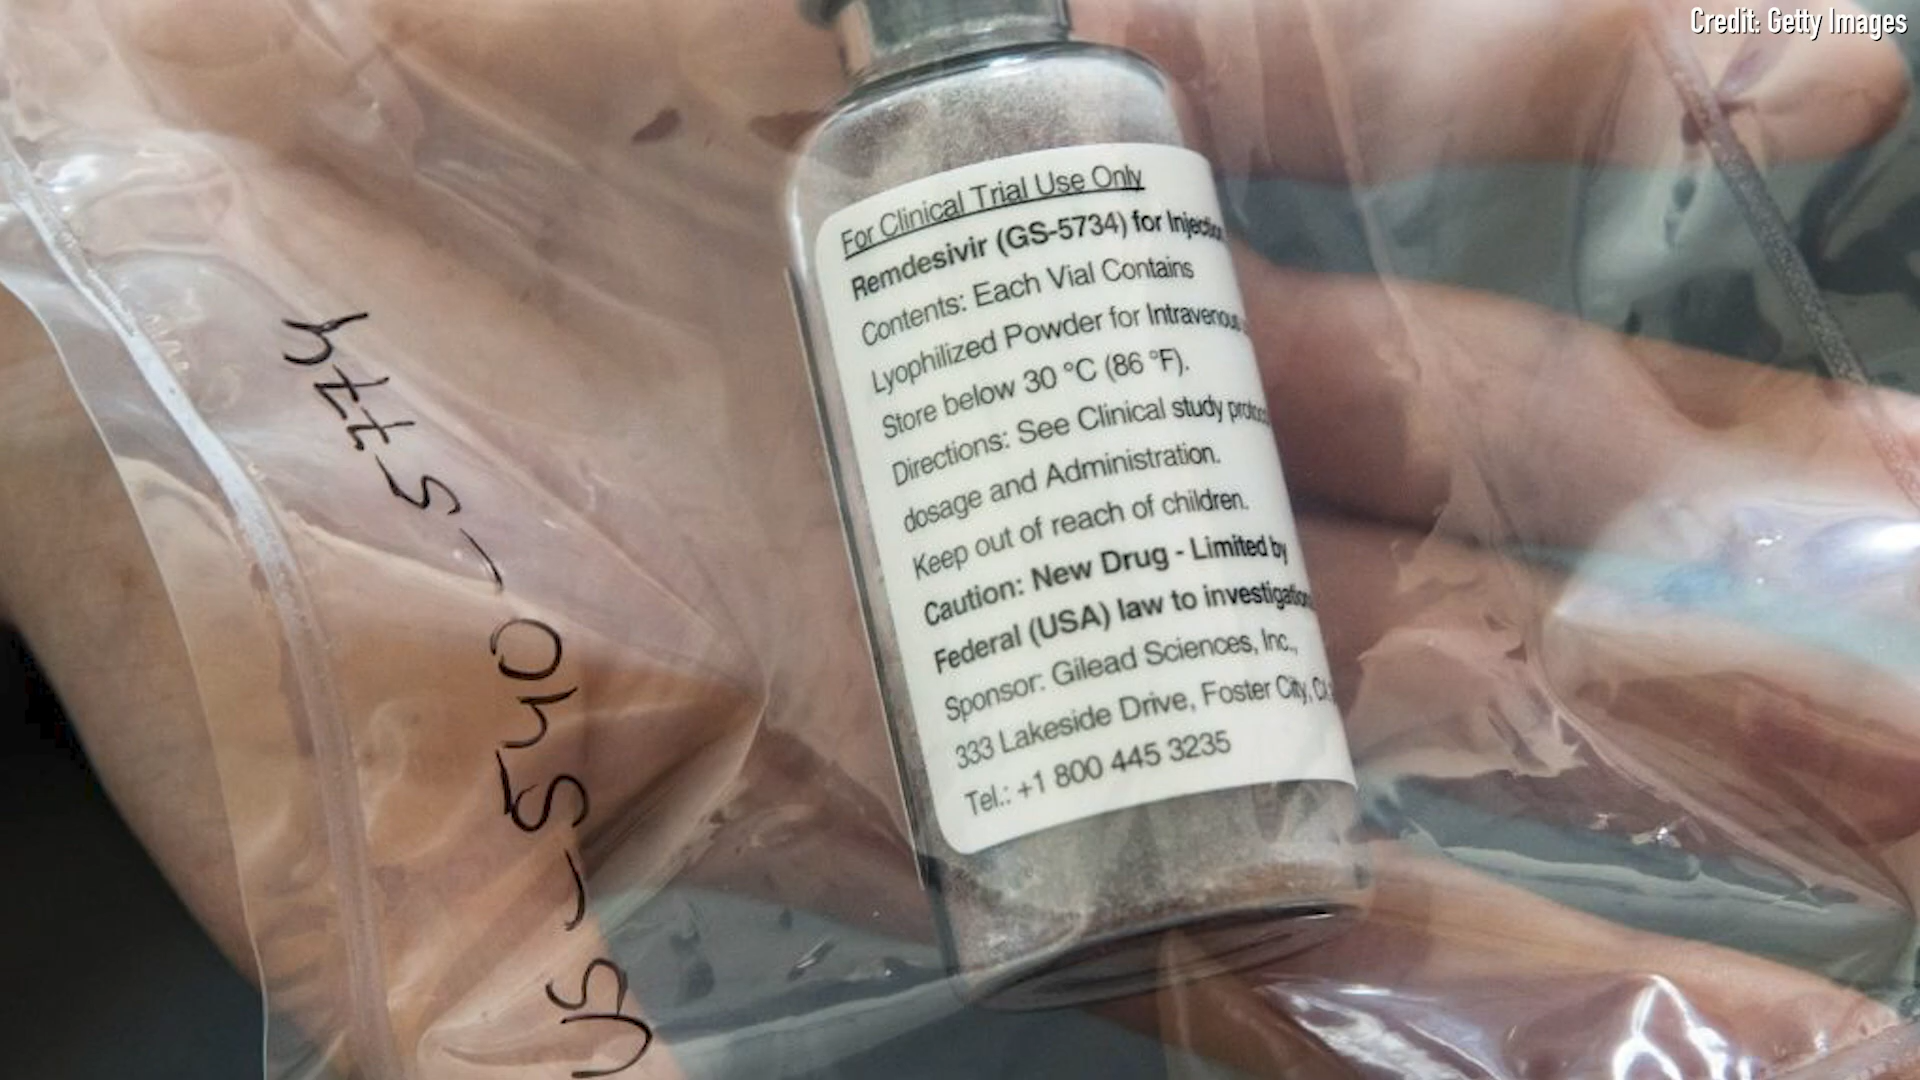 Credit: Getty Images
For Clinical Trial Use Only
Remdesivir (GS-5734) for
Contents: Each Vial Contains
Lyophilized Powder for Intravenous
Store below 30 °C (86 °F).
Directions: See Clinical study
dosage and Administration.
Keep out of reach of children.
Caution: New Drug - Limited by
Federal (USA) law to
Sponsor: Gilead Sciences, Inc.,
333 Lakeside Drive, Foster City,
Tel.: +1 800 445 3235